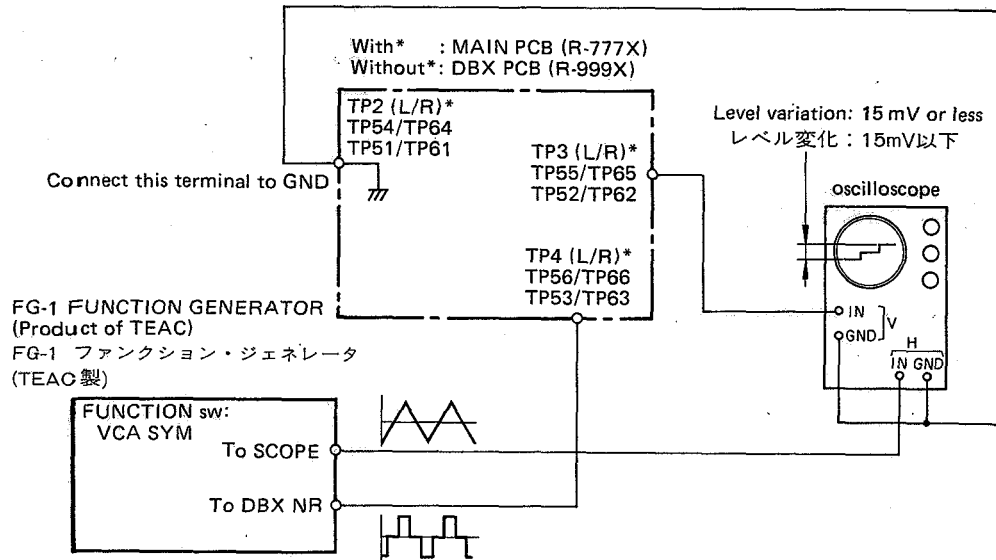 With* : MAIN PCB (R-777X)
Without*: DBX PCB (R-999X)
TP2 (L/R)*
TP54/TP64
TP51/TP61
Connect this terminal to GND
TP3 (L/R)*
TP55/TP65
TP52/TP62
TP4 (L/R)*
TP56/TP66
TP53/TP63
Level variation: 15 mV or less
レベル変化：15mV以下
oscilloscope
IN
GND
V
H
IN GND
FG-1 FUNCTION GENERATOR
(Product of TEAC)
FG-1 ファンクション・ジェネレータ
(TEAC製)
FUNCTION sw:
VCA SYM
To SCOPE
To DBX NR